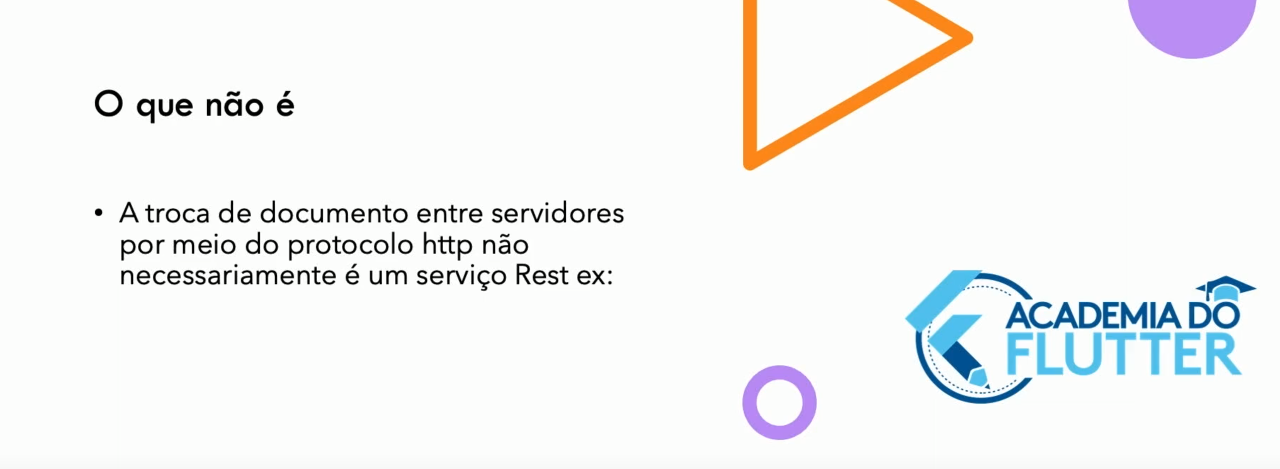 O que não é
• A troca de documento entre servidores
por meio do protocolo http não
necessariamente é um serviço Rest ex:
ACADEMIA DO
FLUTTER